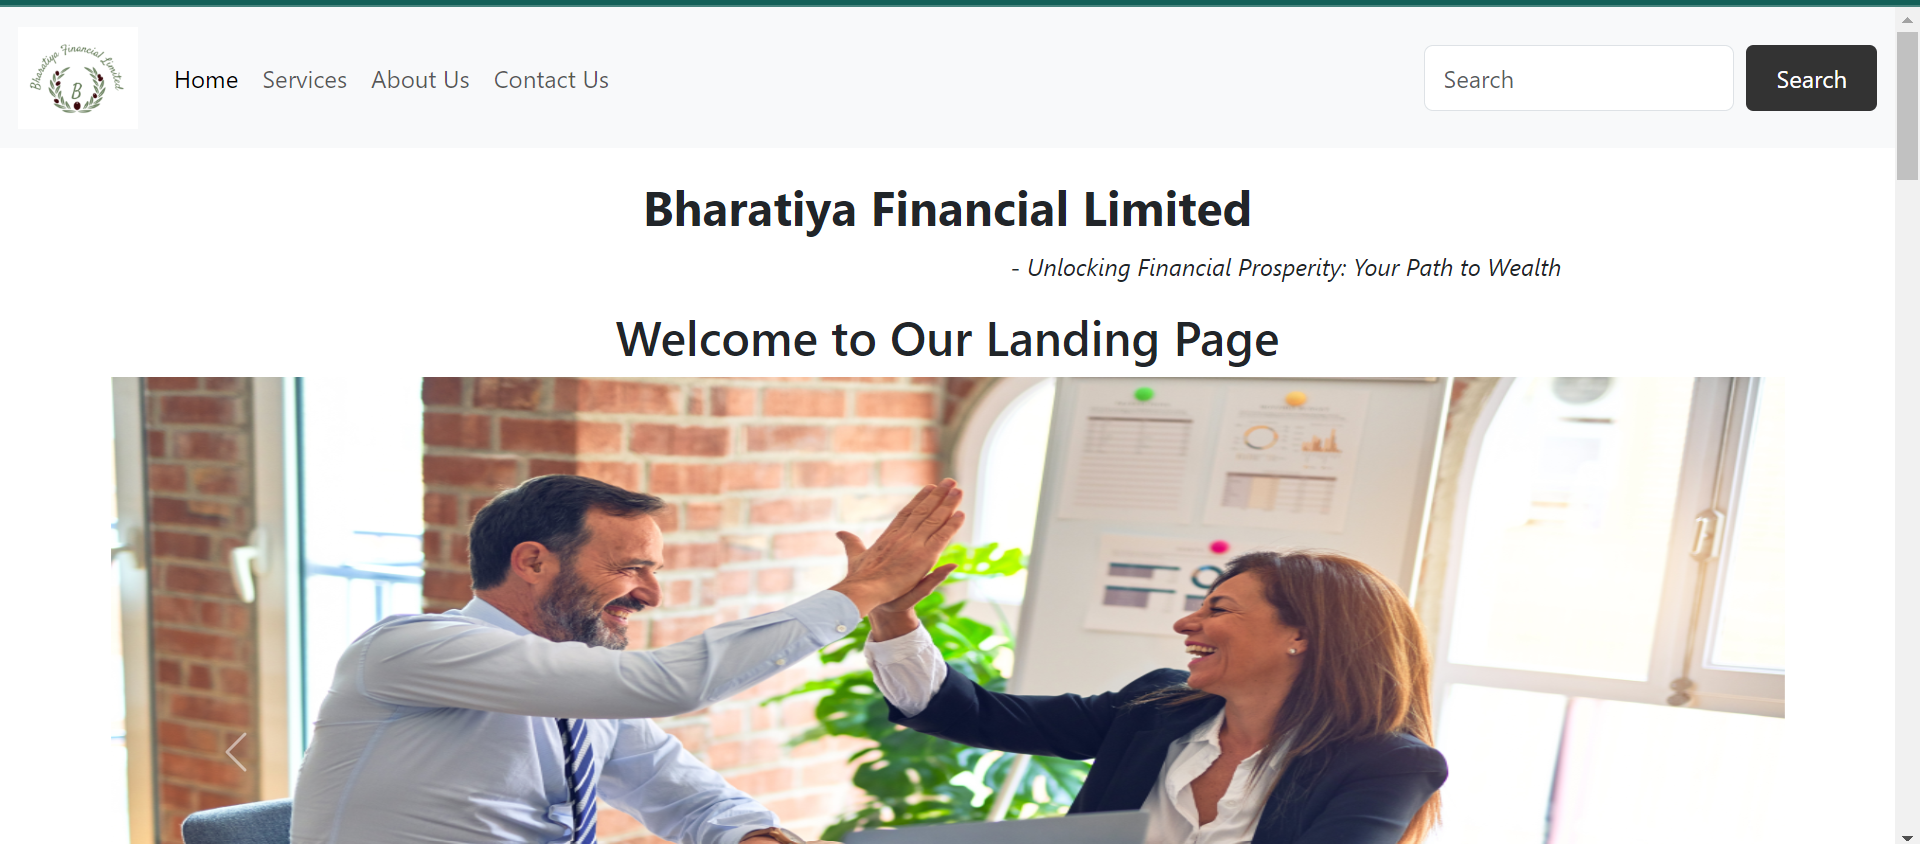 Bharatiya Financial Limited
B
Home Services About Us Contact Us
Search
Search
Bharatiya Financial Limited
- Unlocking Financial Prosperity: Your Path to Wealth
Welcome to Our Landing Page